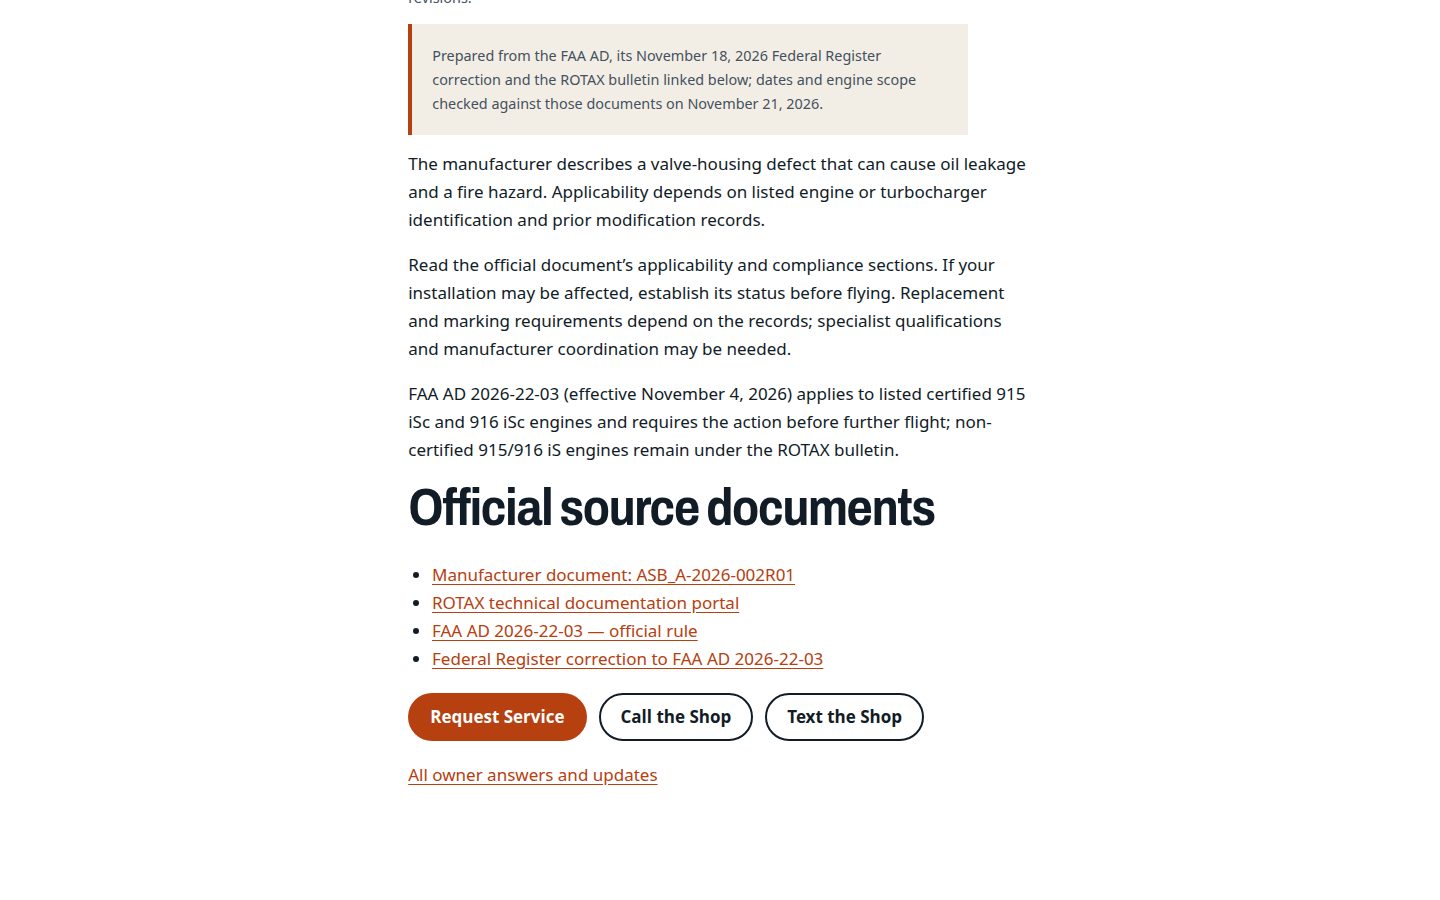 revisions.
Prepared from the FAA AD, its November 18, 2026 Federal Register
correction and the ROTAX bulletin linked below; dates and engine scope
checked against those documents on November 21, 2026.
The manufacturer describes a valve-housing defect that can cause oil leakage
and a fire hazard. Applicability depends on listed engine or turbocharger
identification and prior modification records.
Read the official document’s applicability and compliance sections. If your
installation may be affected, establish its status before flying. Replacement
and marking requirements depend on the records; specialist qualifications
and manufacturer coordination may be needed.
FAA AD 2026-22-03 (effective November 4, 2026) applies to listed certified 915
iSc and 916 iSc engines and requires the action before further flight; non-
certified 915/916 iS engines remain under the ROTAX bulletin.
Official source documents
Manufacturer document: ASB_A-2026-002R01
ROTAX technical documentation portal
FAA AD 2026-22-03 — official rule
Federal Register correction to FAA AD 2026-22-03
Request Service Call the Shop Text the Shop
All owner answers and updates